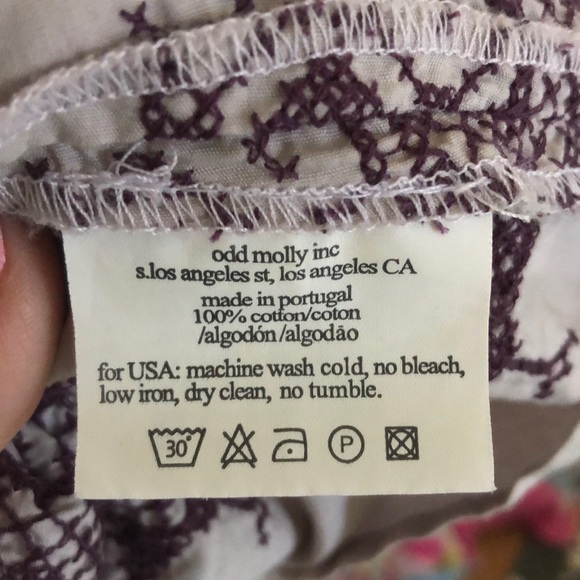 odd molly inc
s.los angeles st, los angeles CA
made in portugal
100% cotton/coton
/algodón/algodão
for USA: machine wash cold, no bleach,
low iron, dry clean, no tumble.
30° P